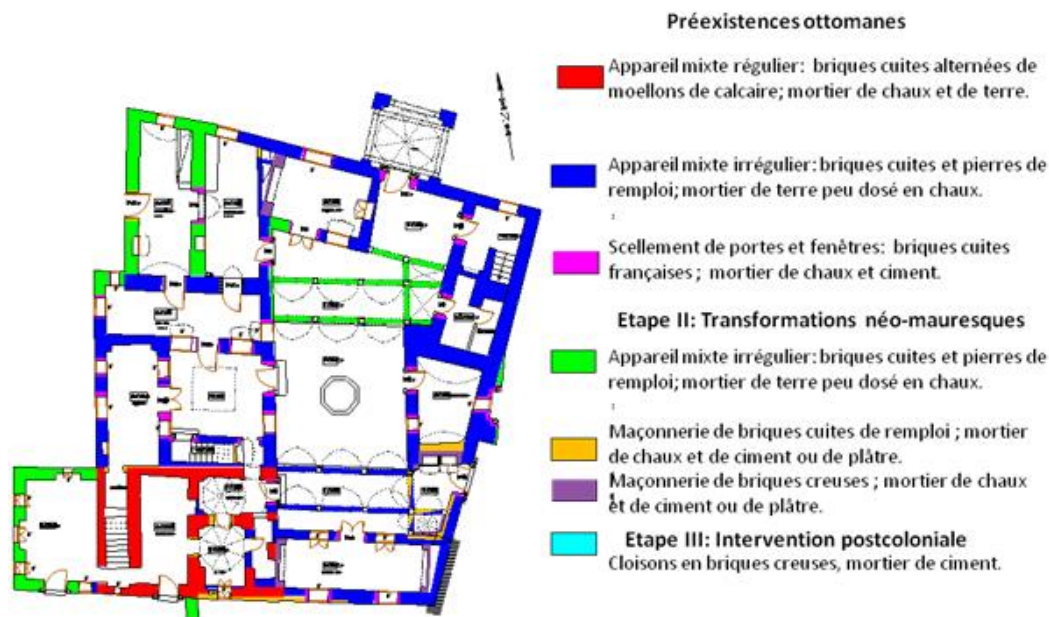 Préexistences ottomanes
Appareil mixte régulier: briques cuites alternées de
moellons de calcaire; mortier de chaux et de terre.
Appareil mixte irrégulier: briques cuites et pierres de
remploi; mortier de terre peu dosé en chaux.
:
Scellement de portes et fenêtres: briques cuites
françaises ; mortier de chaux et ciment.
Etape II: Transformations néo-mauresques
Appareil mixte irrégulier: briques cuites et pierres de
remploi; mortier de terre peu dosé en chaux.
:
Maçonnerie de briques cuites de remploi ; mortier
de chaux et de ciment ou de plâtre.
Maçonnerie de briques creuses ; mortier de chaux
et de ciment ou de plâtre.
Etape III: Intervention postcoloniale
Cloisons en briques creuses, mortier de ciment.